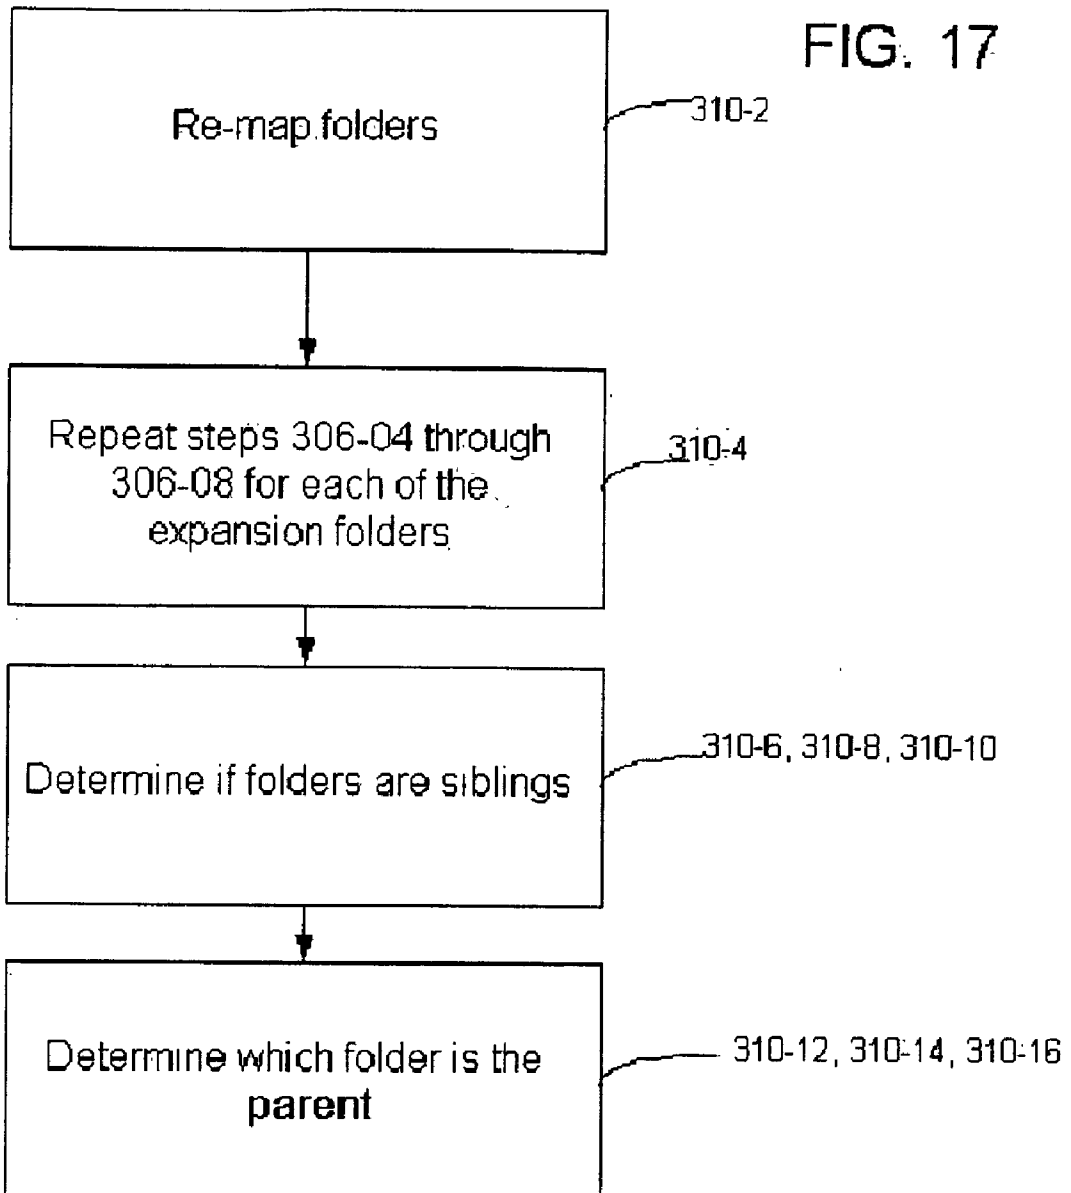 FIG. 17
Re-map folders
310-2
Repeat steps 306-04 through
306-08 for each of the
expansion folders
310-4
Determine if folders are siblings
310-6, 310-8, 310-10
Determine which folder is the
parent
310-12, 310-14, 310-16